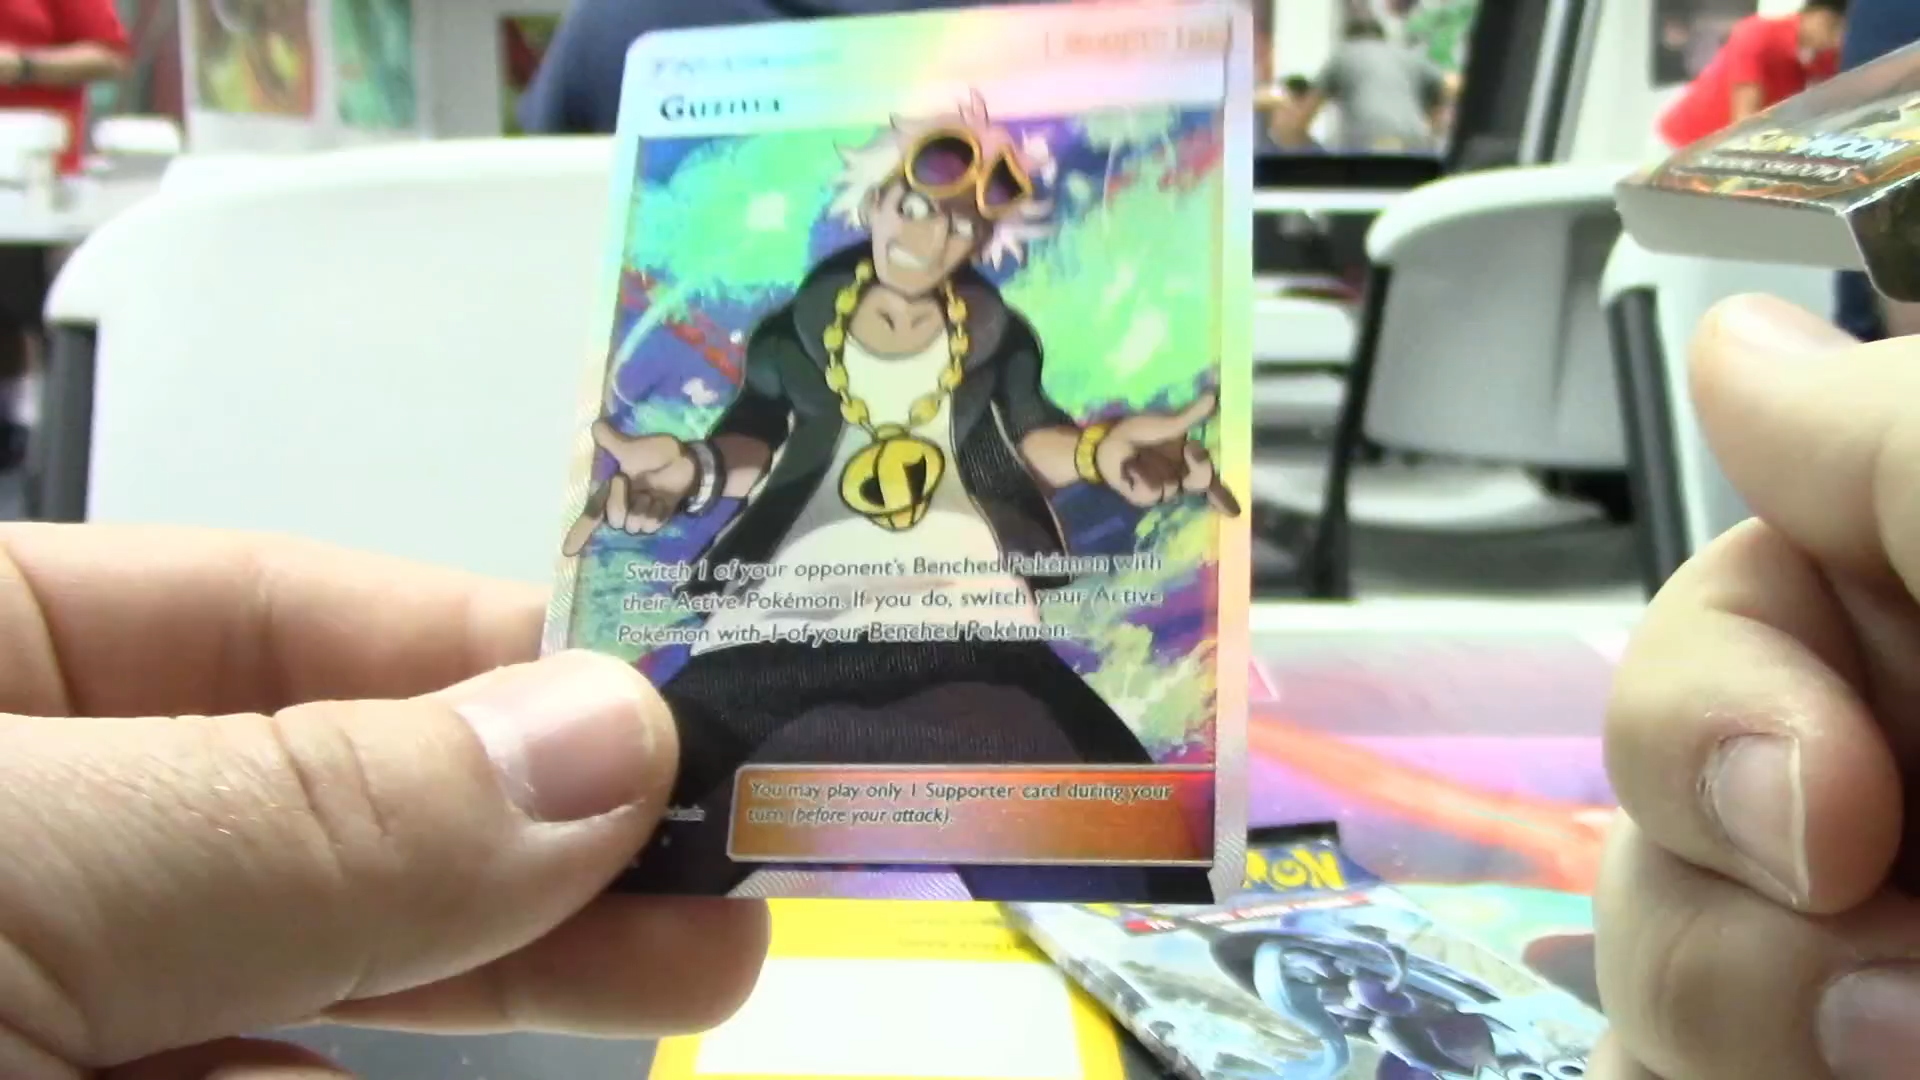 Guzma
Switch 1 of your opponent's Benched Pokémon with
their Active Pokémon. If you do, switch your Active
Pokémon with 1 of your Benched Pokémon.
You may play only 1 Supporter card during your
turn (before your attack).
SUN MOON